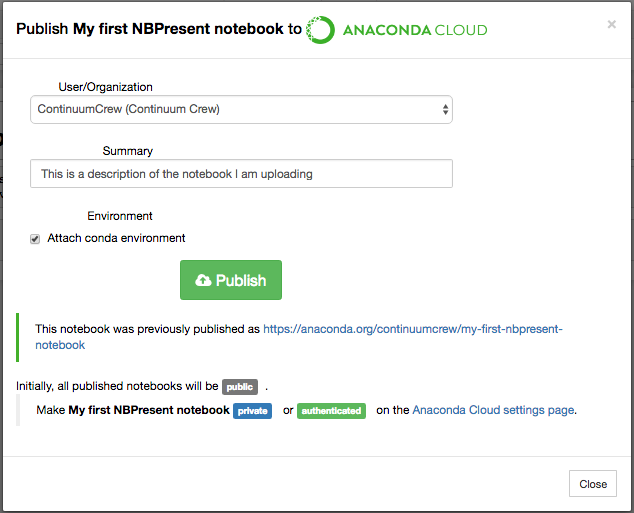 Publish My first NBPresent notebook to ANACONDA CLOUD ×
User/Organization
ContinuumCrew (Continuum Crew)
Summary
This is a description of the notebook I am uploading
Environment
Attach conda environment
Publish
This notebook was previously published as https://anaconda.org/continuumcrew/my-first-nbpresent-
notebook
Initially, all published notebooks will be public .
Make My first NBPresent notebook private or authenticated on the Anaconda Cloud settings page.
Close